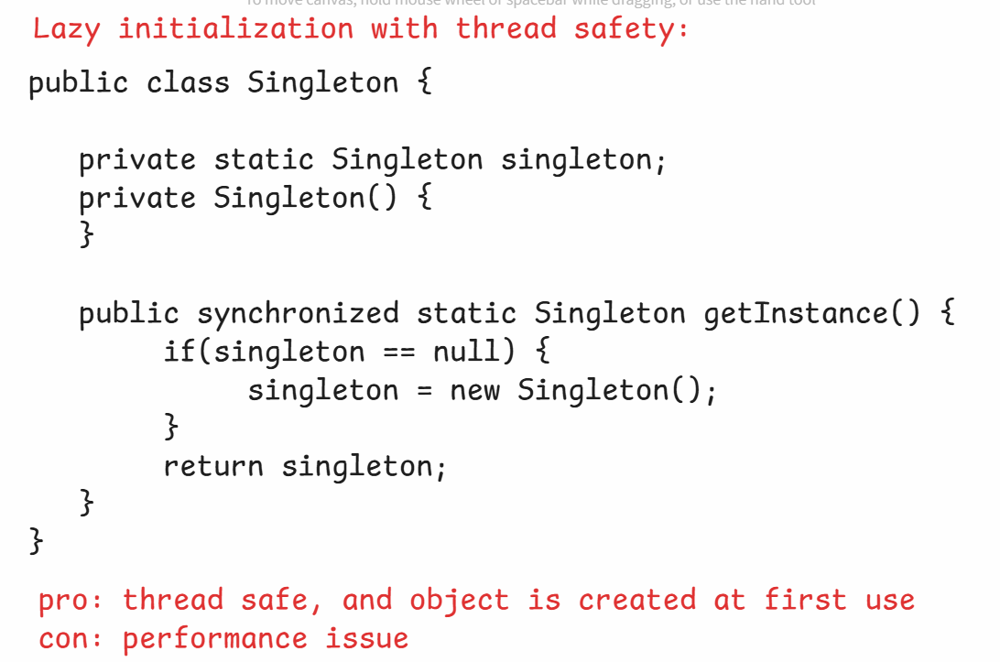 To move canvas, hold mouse wheel or spacebar while dragging, or use the hand tool
Lazy initialization with thread safety:
public class Singleton {
private static Singleton singleton;
private Singleton() {
}
public synchronized static Singleton getInstance() {
if(singleton == null) {
singleton = new Singleton();
}
return singleton;
}
}
pro: thread safe, and object is created at first use
con: performance issue